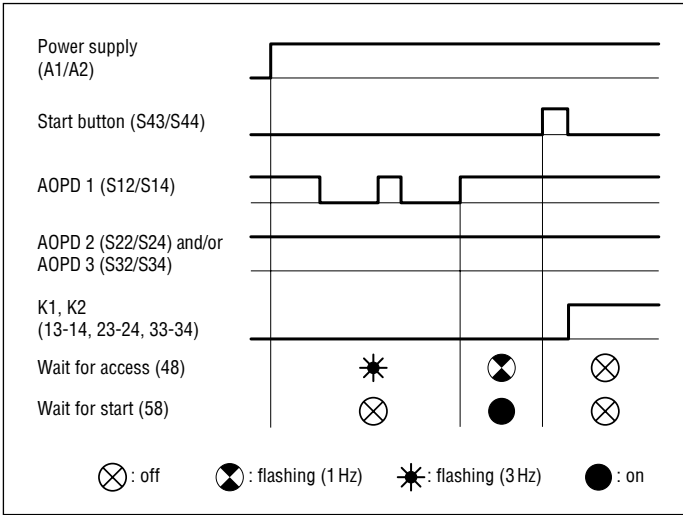 Power supply
(A1/A2)
Start button (S43/S44)
AOPD 1 (S12/S14)
AOPD 2 (S22/S24) and/or
AOPD 3 (S32/S34)
K1, K2
(13-14, 23-24, 33-34)
Wait for access (48)
Wait for start (58)
: off : flashing (1 Hz) : flashing (3 Hz) : on